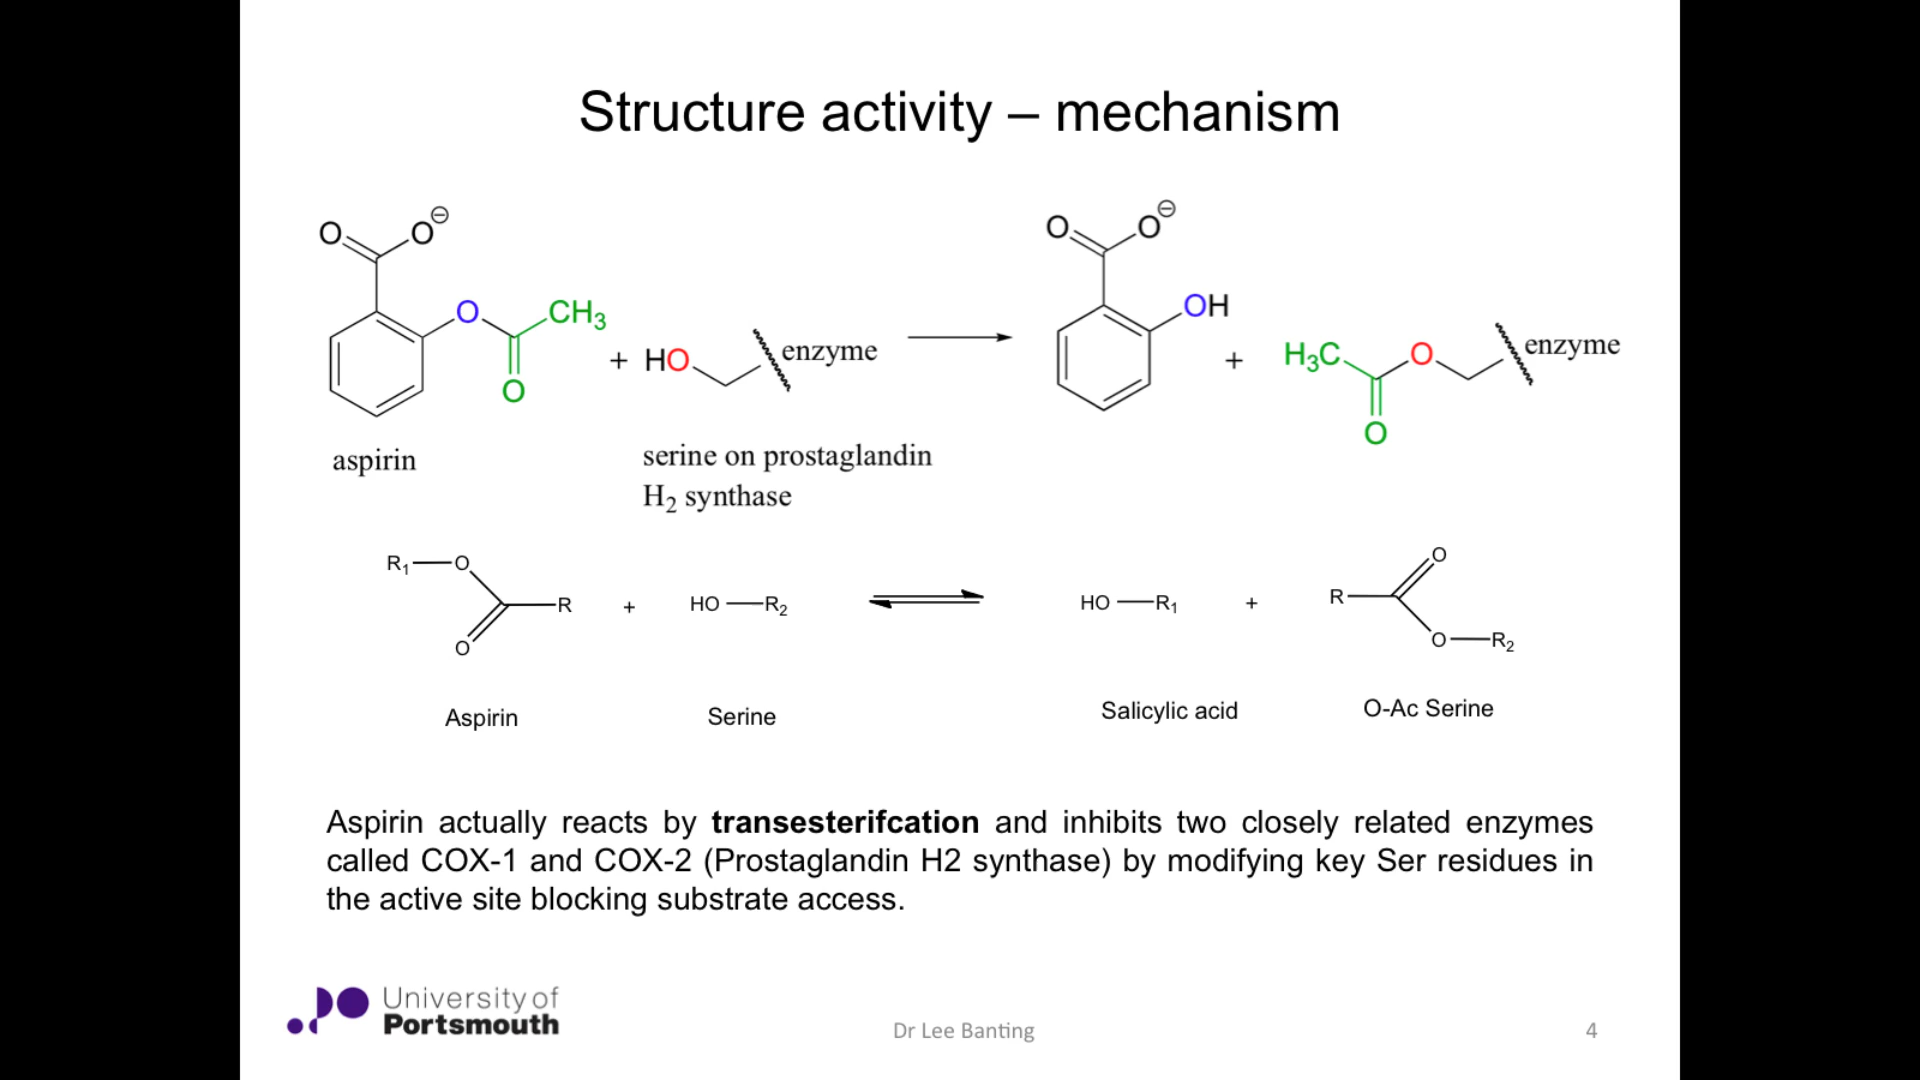 Structure activity – mechanism
O O⊖ O CH₃ O
+ HO enzyme
O O⊖ OH
+ H₃C O O enzyme
aspirin
serine on prostaglandin
H₂ synthase
R₁ O R O
+ HO R₂
HO R₁ +
R O O R₂
Aspirin
Serine
Salicylic acid
O-Ac Serine
Aspirin actually reacts by transesterifcation and inhibits two closely related enzymes
called COX-1 and COX-2 (Prostaglandin H2 synthase) by modifying key Ser residues in
the active site blocking substrate access.
University of
Portsmouth
Dr Lee Banting
4